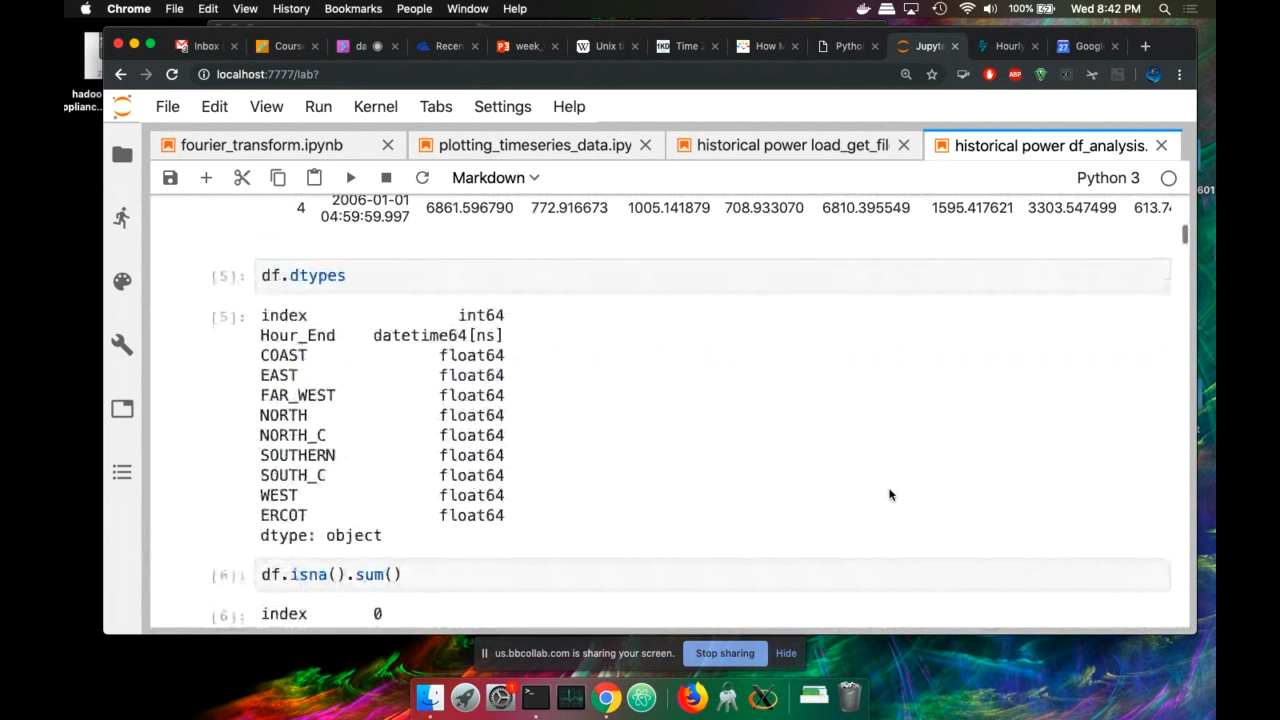 Chrome File Edit View History Bookmarks People Window Help 100% Wed 8:42 PM
Inbox Cours da Recen week_ Unix ti Time How M Python Jupyte Hourly Google
localhost:7777/lab?
hadoo
File Edit View Run Kernel Tabs Settings Help
fourier_transform.ipynb plotting_timeseries_data.ipy historical power load_get_fil historical power df_analysis.
Markdown Python 3
4 2006-01-01 04:59:59.997 6861.596790 772.916673 1005.141879 708.933070 6810.395549 1595.417621 3303.547499 613.7
[5]: df.dtypes
[5]: index int64
Hour_End datetime64[ns]
COAST float64
EAST float64
FAR_WEST float64
NORTH float64
NORTH_C float64
SOUTHERN float64
SOUTH_C float64
WEST float64
ERCOT float64
dtype: object
[6]: df.isna().sum()
[6]: index 0
us.bbcollab.com is sharing your screen. Stop sharing Hide